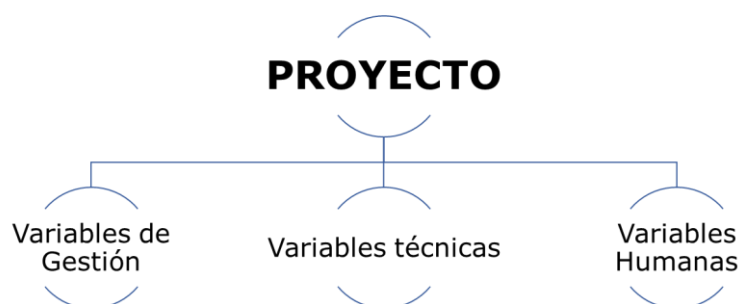 PROYECTO
Variables de
Gestión
Variables técnicas
Variables
Humanas